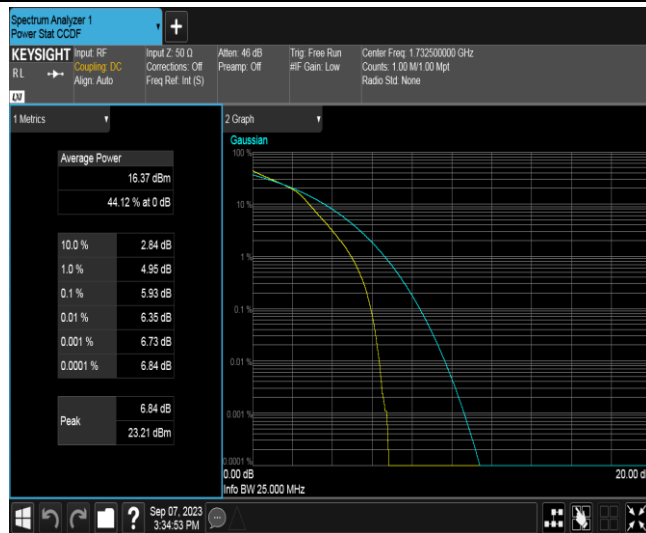 Spectrum Analyzer 1
Power Stat CCDF
+
KEYSIGHT
RL
LXI
Input: RF
Coupling: DC
Align: Auto
Input Z: 50 Ω
Corrections: Off
Freq Ref: Int (S)
Atten: 46 dB
Preamp: Off
Trig: Free Run
#IF Gain: Low
Center Freq: 1.732500000 GHz
Counts: 1.00 M/1.00 Mpt
Radio Std: None
1 Metrics
Average Power
16.37 dBm
44.12 % at 0 dB
10.0 % 2.84 dB
1.0 % 4.95 dB
0.1 % 5.93 dB
0.01 % 6.35 dB
0.001 % 6.73 dB
0.0001 % 6.84 dB
Peak
6.84 dB
23.21 dBm
2 Graph
Gaussian
100 %
10 %
1 %
0.1 %
0.01 %
0.001 %
0.0001 %
0.00 dB
20.00 d
Info BW 25.000 MHz
?
Sep 07, 2023
3:34:53 PM